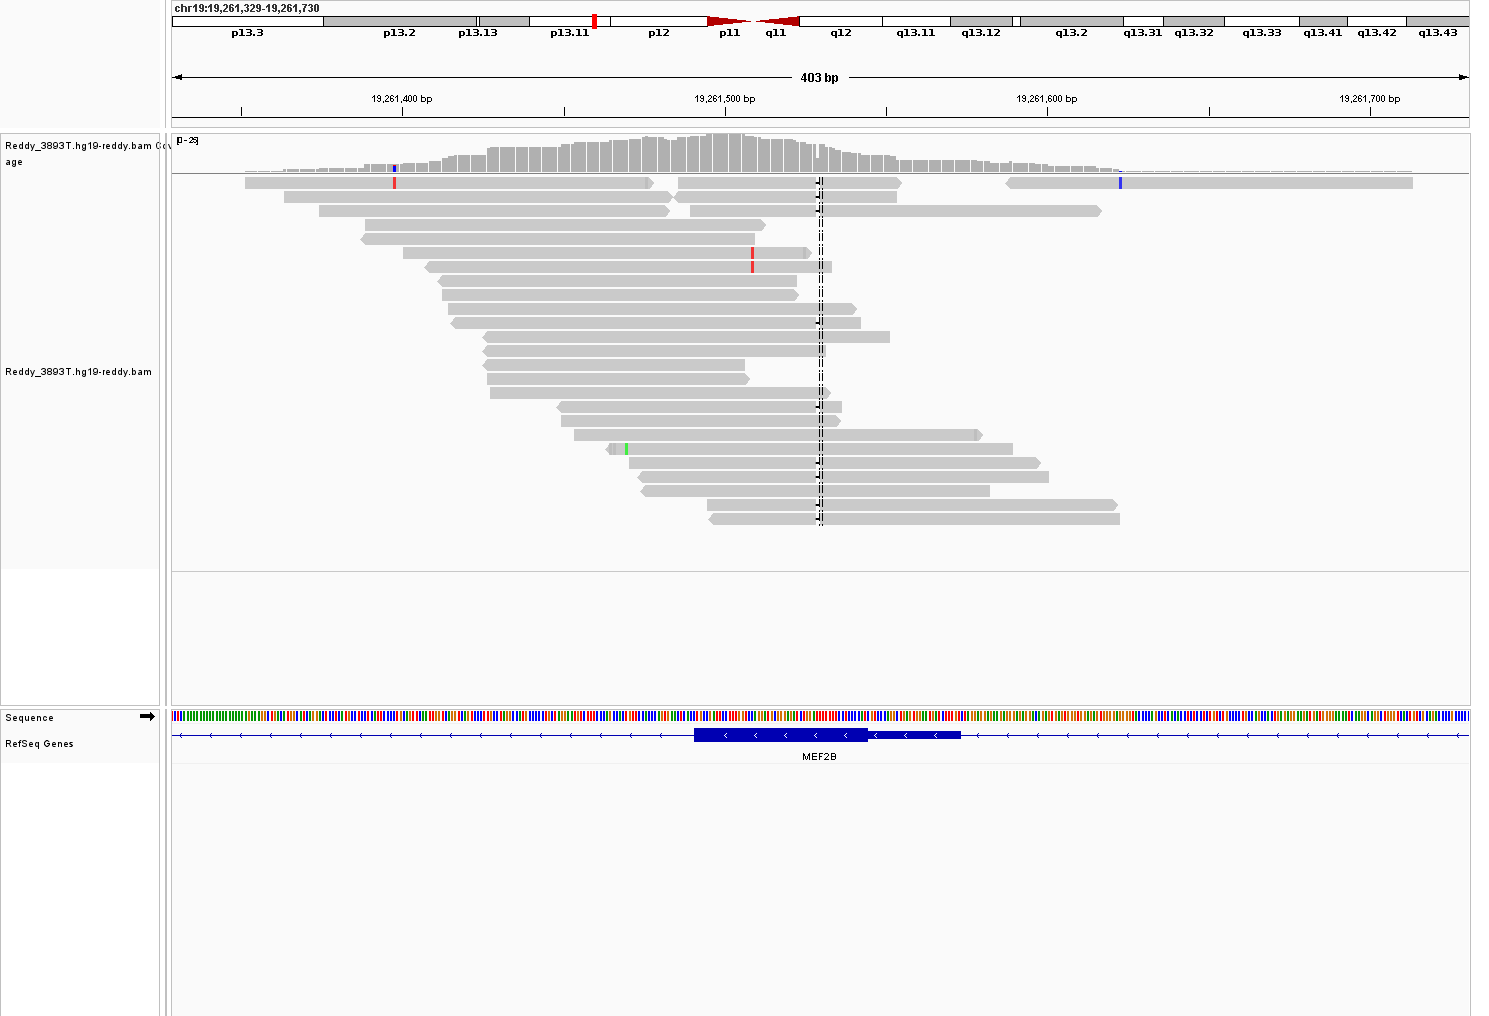 chr19:19,261,329-19,261,730
p13.3 p13.2 p13.13 p13.11 p12 p11 q11 q12 q13.11 q13.12 q13.2 q13.31 q13.32 q13.33 q13.41 q13.42 q13.43
403 bp
19,261,400 bp 19,261,500 bp 19,261,600 bp 19,261,700 bp
Reddy_3893T.hg19-reddy.bam Cov
age
Reddy_3893T.hg19-reddy.bam
Sequence
RefSeq Genes
MEF2B